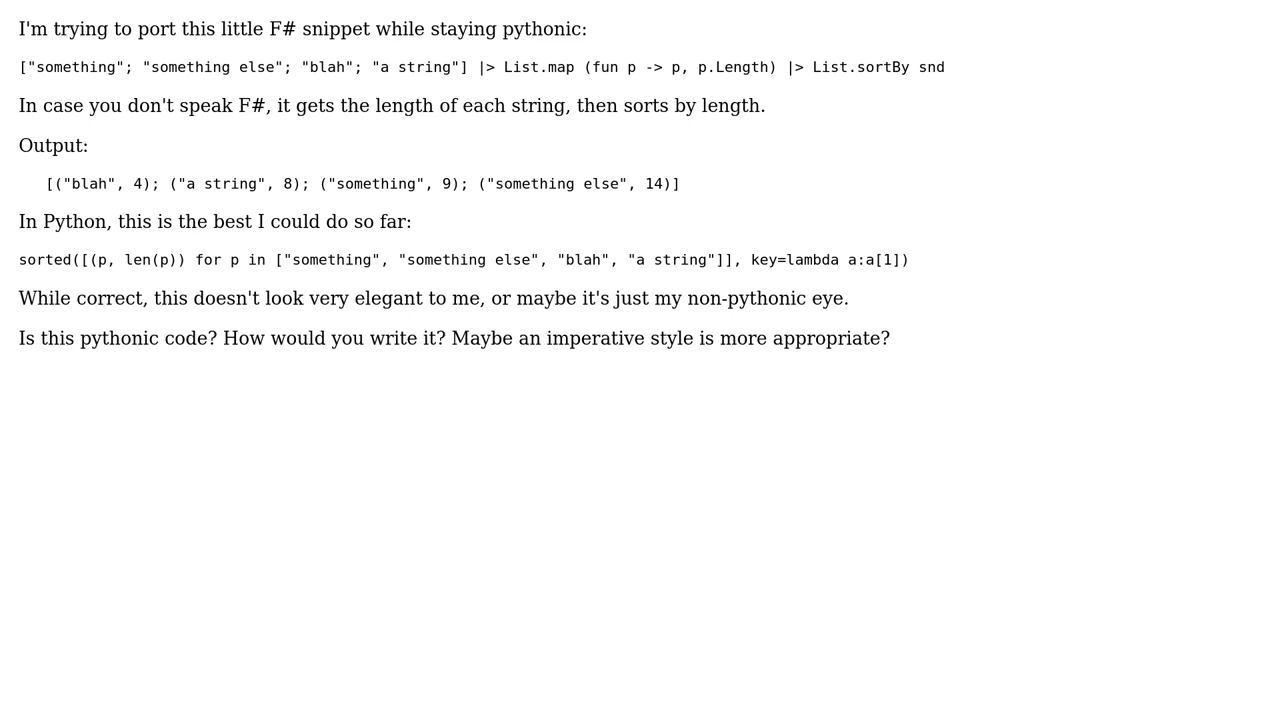 I'm trying to port this little F# snippet while staying pythonic:
["something"; "something else"; "blah"; "a string"] |> List.map (fun p -> p, p.Length) |> List.sortBy snd
In case you don't speak F#, it gets the length of each string, then sorts by length.
Output:
[("blah", 4); ("a string", 8); ("something", 9); ("something else", 14)]
In Python, this is the best I could do so far:
sorted([(p, len(p)) for p in ["something", "something else", "blah", "a string"]], key=lambda a:a[1])
While correct, this doesn't look very elegant to me, or maybe it's just my non-pythonic eye.
Is this pythonic code? How would you write it? Maybe an imperative style is more appropriate?